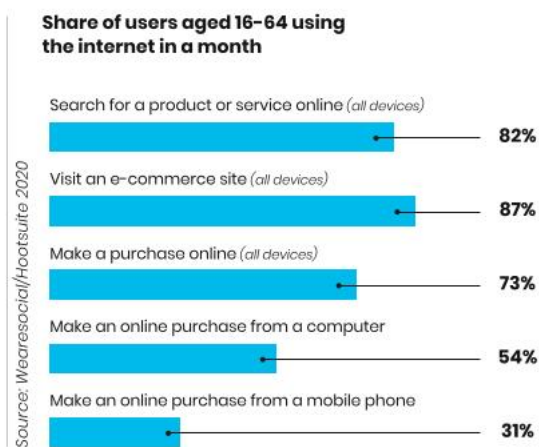 Share of users aged 16-64 using
the internet in a month
Search for a product or service online (all devices)
82%
Visit an e-commerce site (all devices)
87%
Make a purchase online (all devices)
73%
Make an online purchase from a computer
54%
Make an online purchase from a mobile phone
31%
Source: Wearesocial/Hootsuite 2020